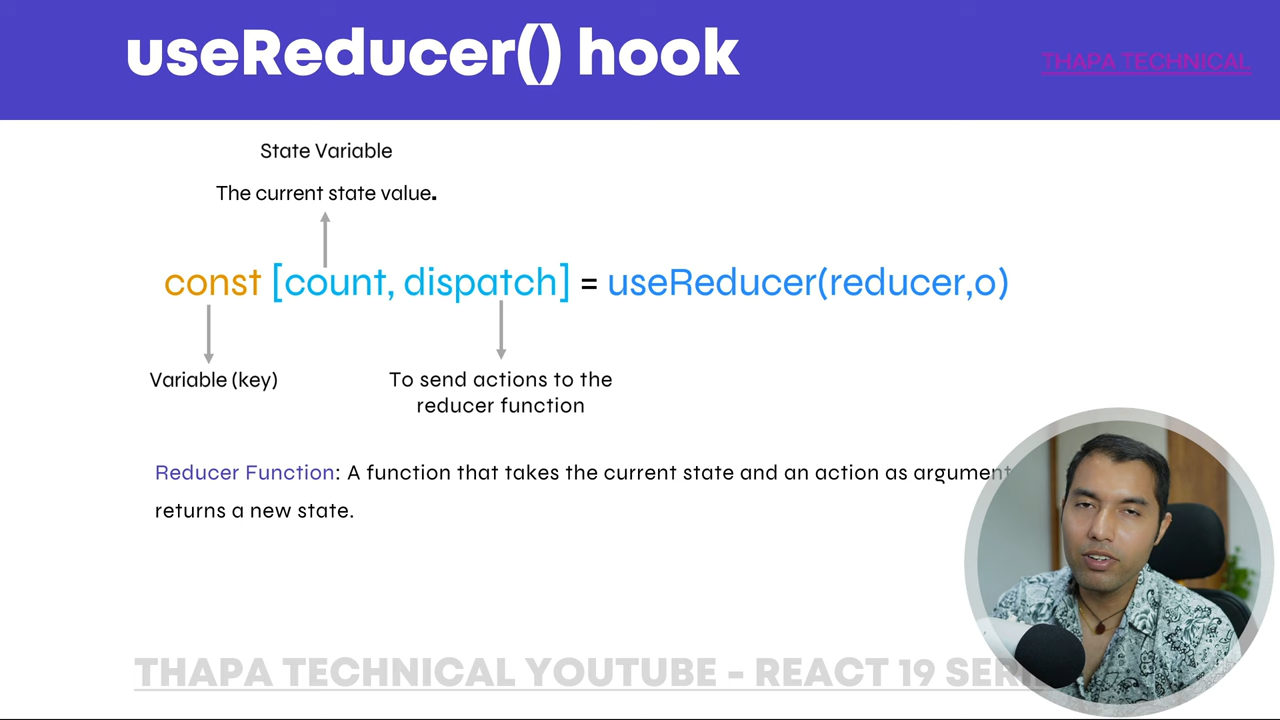 useReducer() hook
THAPA TECHNICAL
State Variable
The current state value.
const [count, dispatch] = useReducer(reducer,0)
Variable (key)
To send actions to the
reducer function
Reducer Function: A function that takes the current state and an action as argument
returns a new state.
THAPA TECHNICAL YOUTUBE - REACT 19